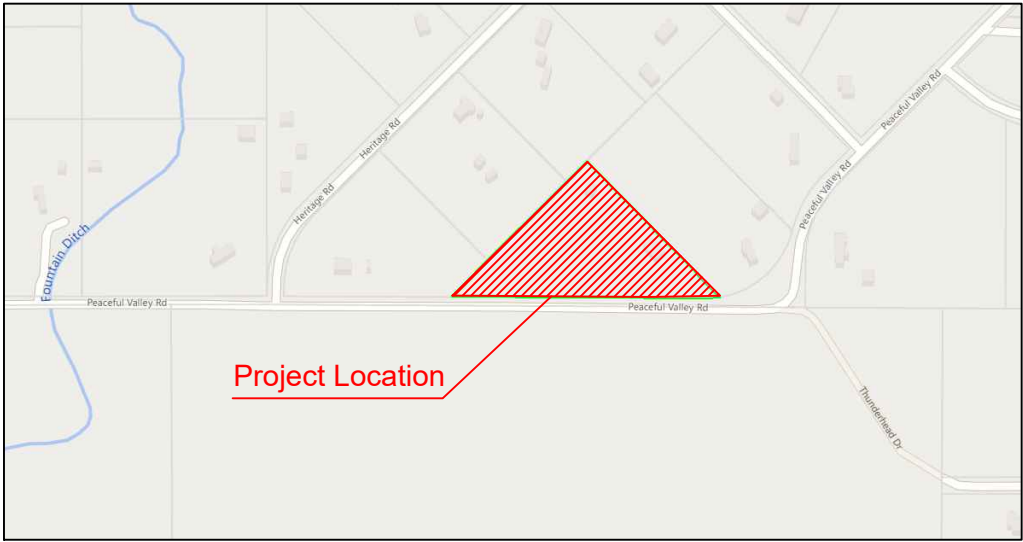 Peaceful Valley Rd
Heritage Rd
Peaceful Valley Rd
Heritage Rd
Fountain Ditch
Peaceful Valley Rd
Peaceful Valley Rd
Project Location
Thunderhead Dr